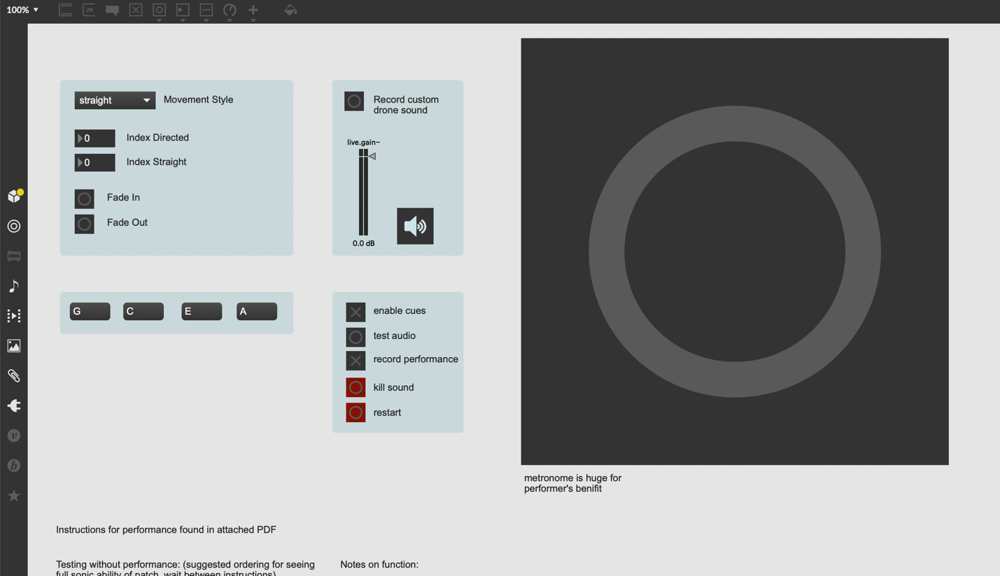 100%
straight
Movement Style
0
Index Directed
0
Index Straight
Fade In
Fade Out
Record custom
drone sound
live.gain~
0.0 dB
G
C
E
A
enable cues
test audio
record performance
kill sound
restart
metronome is huge for
performer's benifit
Instructions for performance found in attached PDF
Testing without performance: (suggested ordering for seeing
full sonic ability of patch, wait between instructions)
Notes on function: